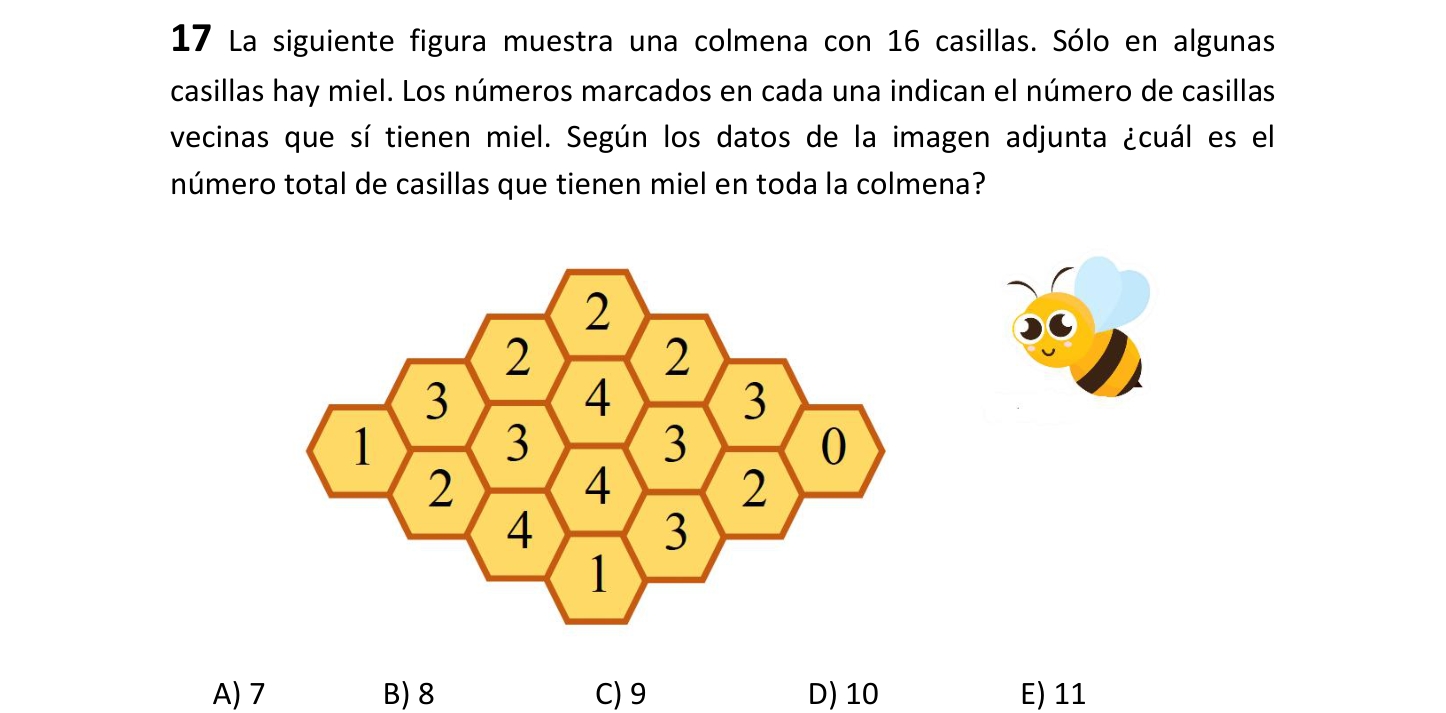 17 La siguiente figura muestra una colmena con 16 casillas. Sólo en algunas
casillas hay miel. Los números marcados en cada una indican el número de casillas
vecinas que sí tienen miel. Según los datos de la imagen adjunta ¿cuál es el
número total de casillas que tienen miel en toda la colmena?
2
2 2
3 4 3
1 3 3 0
2 4 2
4 3
1
A) 7 B) 8 C) 9 D) 10 E) 11